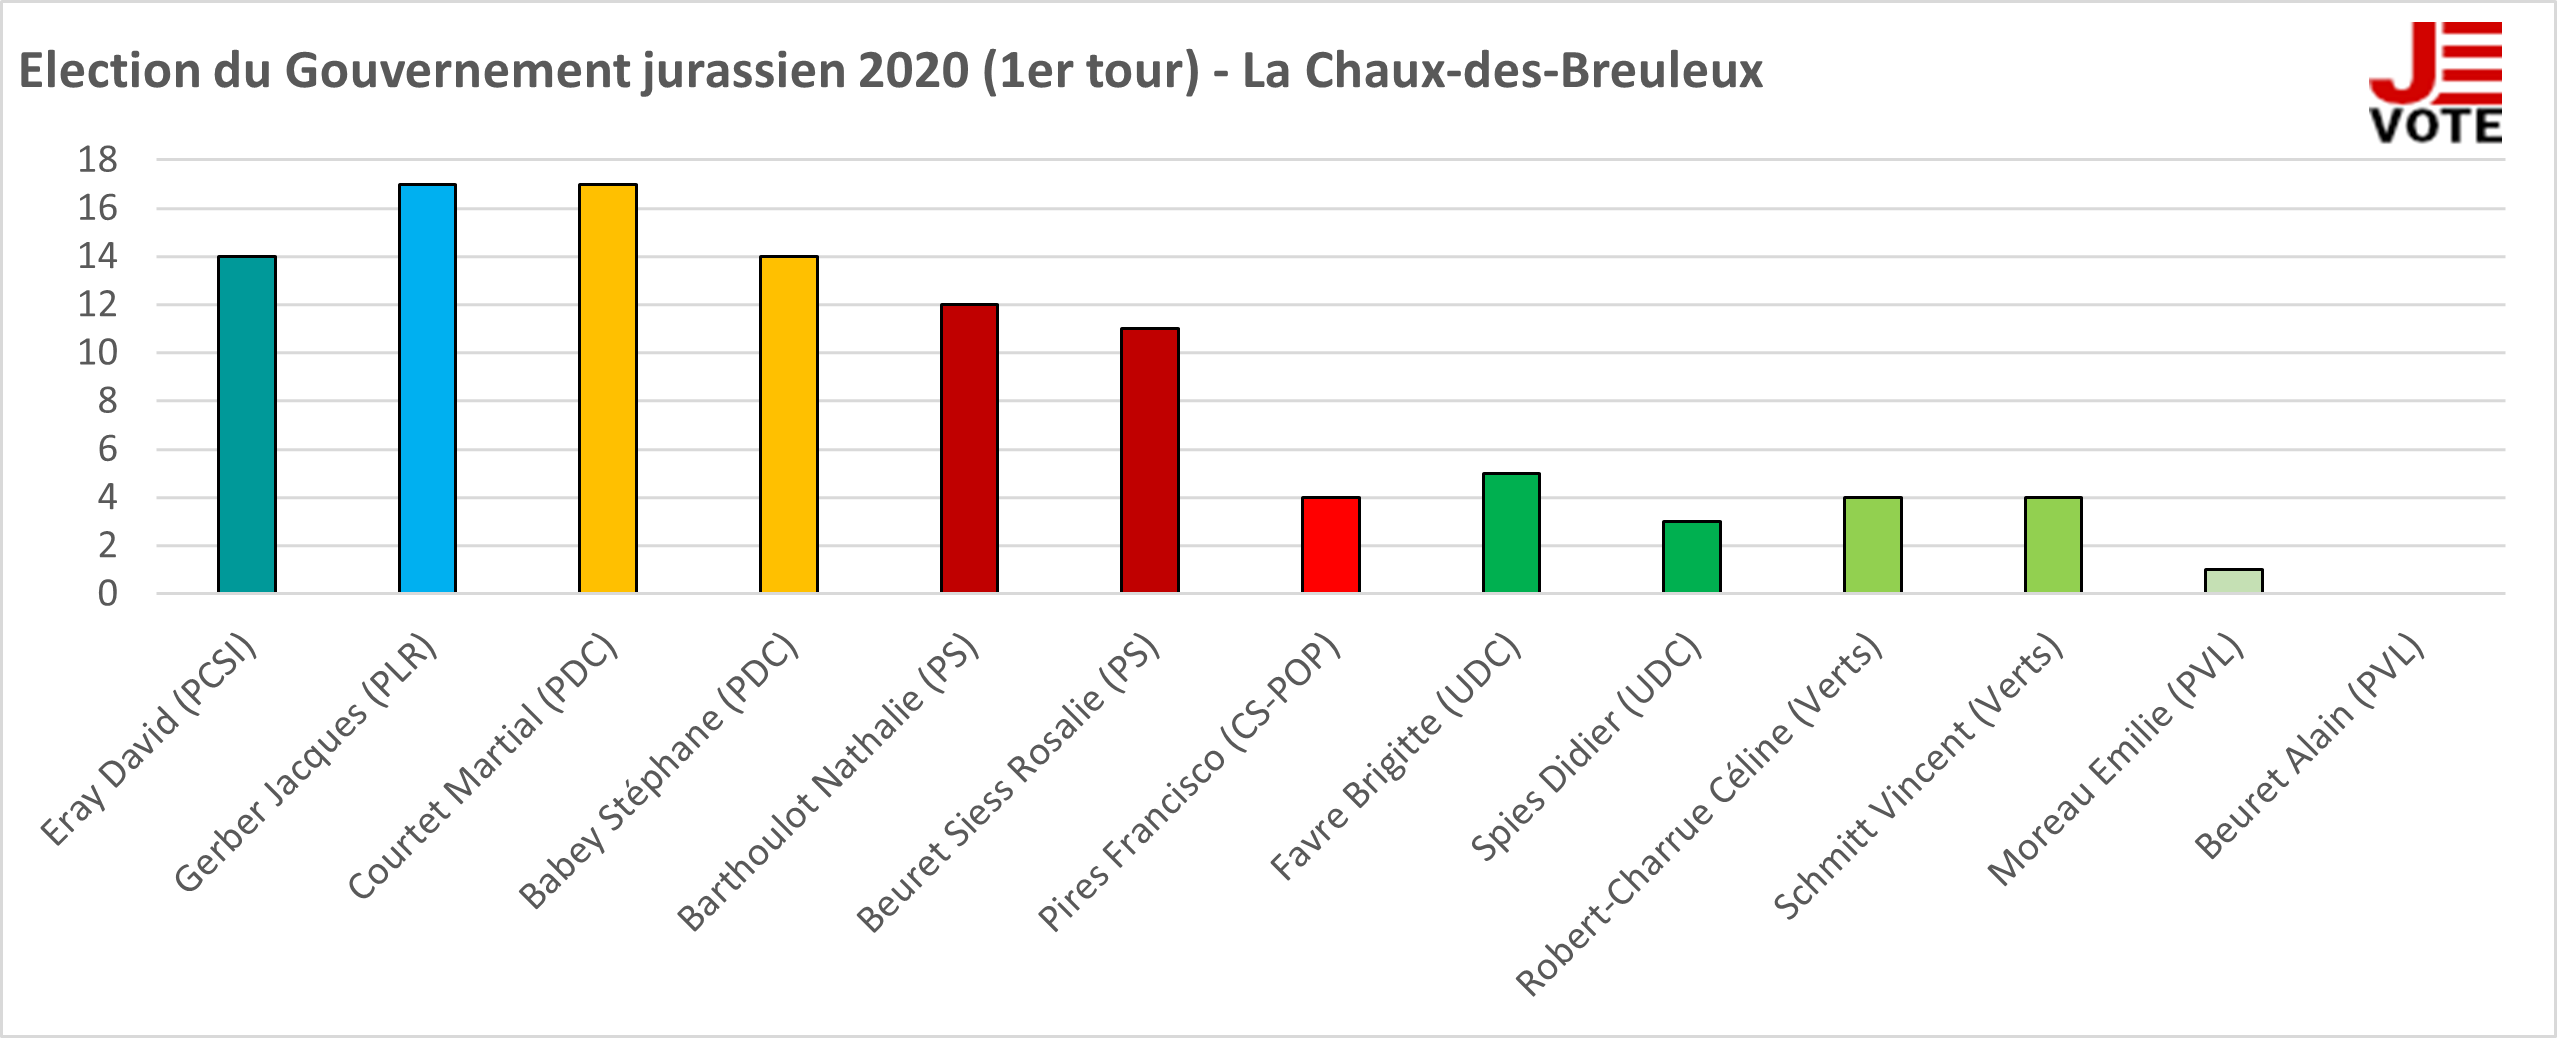 Election du Gouvernement jurassien 2020 (1er tour) - La Chaux-des-Breuleux
JE
VOTE
18
16
14
12
10
8
6
4
2
0
Eray David (PCSI)
Gerber Jacques (PLR)
Courtet Martial (PDC)
Babey Stéphane (PDC)
Barthoulot Nathalie (PS)
Beuret Siess Rosalie (PS)
Pires Francisco (CS-POP)
Favre Brigitte (UDC)
Spies Didier (UDC)
Robert-Charrue Céline (Verts)
Schmitt Vincent (Verts)
Moreau Emilie (PVL)
Beuret Alain (PVL)